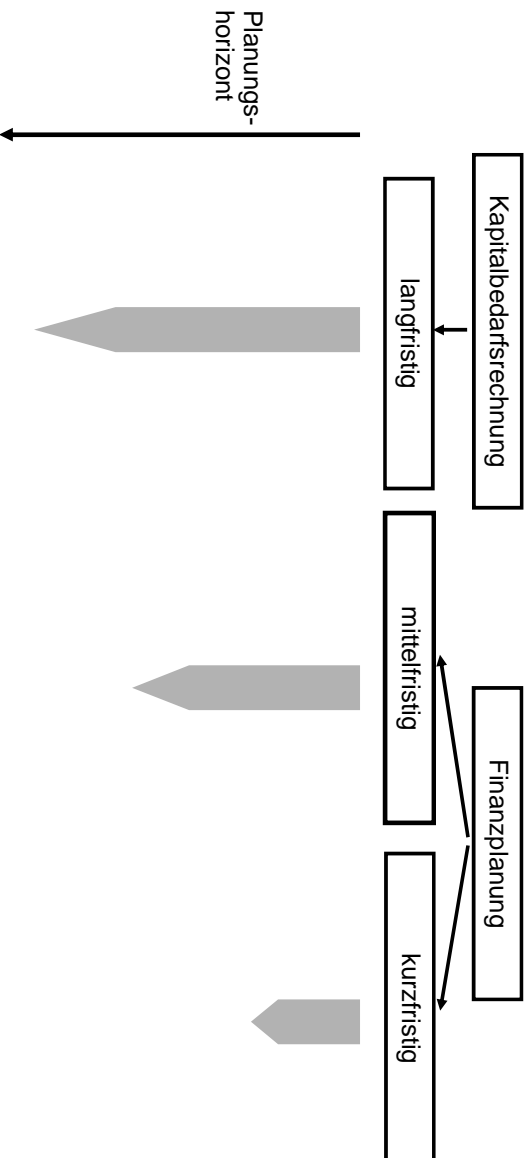 Kapitalbedarfsrechnung
Finanzplanung
langfristig
mittelfristig
kurzfristig
Planungs-
horizont